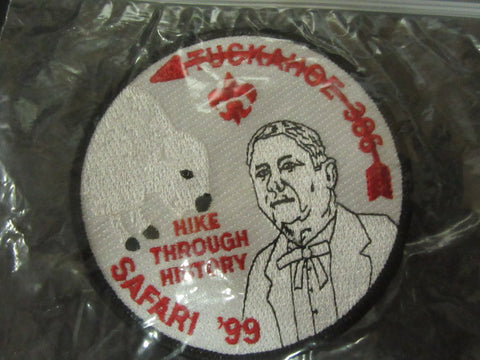 TUCKAHOE 386
HIKE
THROUGH
HISTORY
SAFARI '99